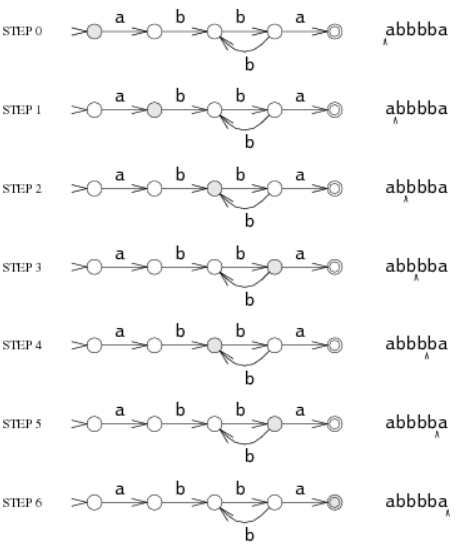 STEP 0 a b b a b abbbba
STEP 1 a b b a b abbbba
STEP 2 a b b a b abbbba
STEP 3 a b b a b abbbba
STEP 4 a b b a b abbbba
STEP 5 a b b a b abbbba
STEP 6 a b b a b abbbba